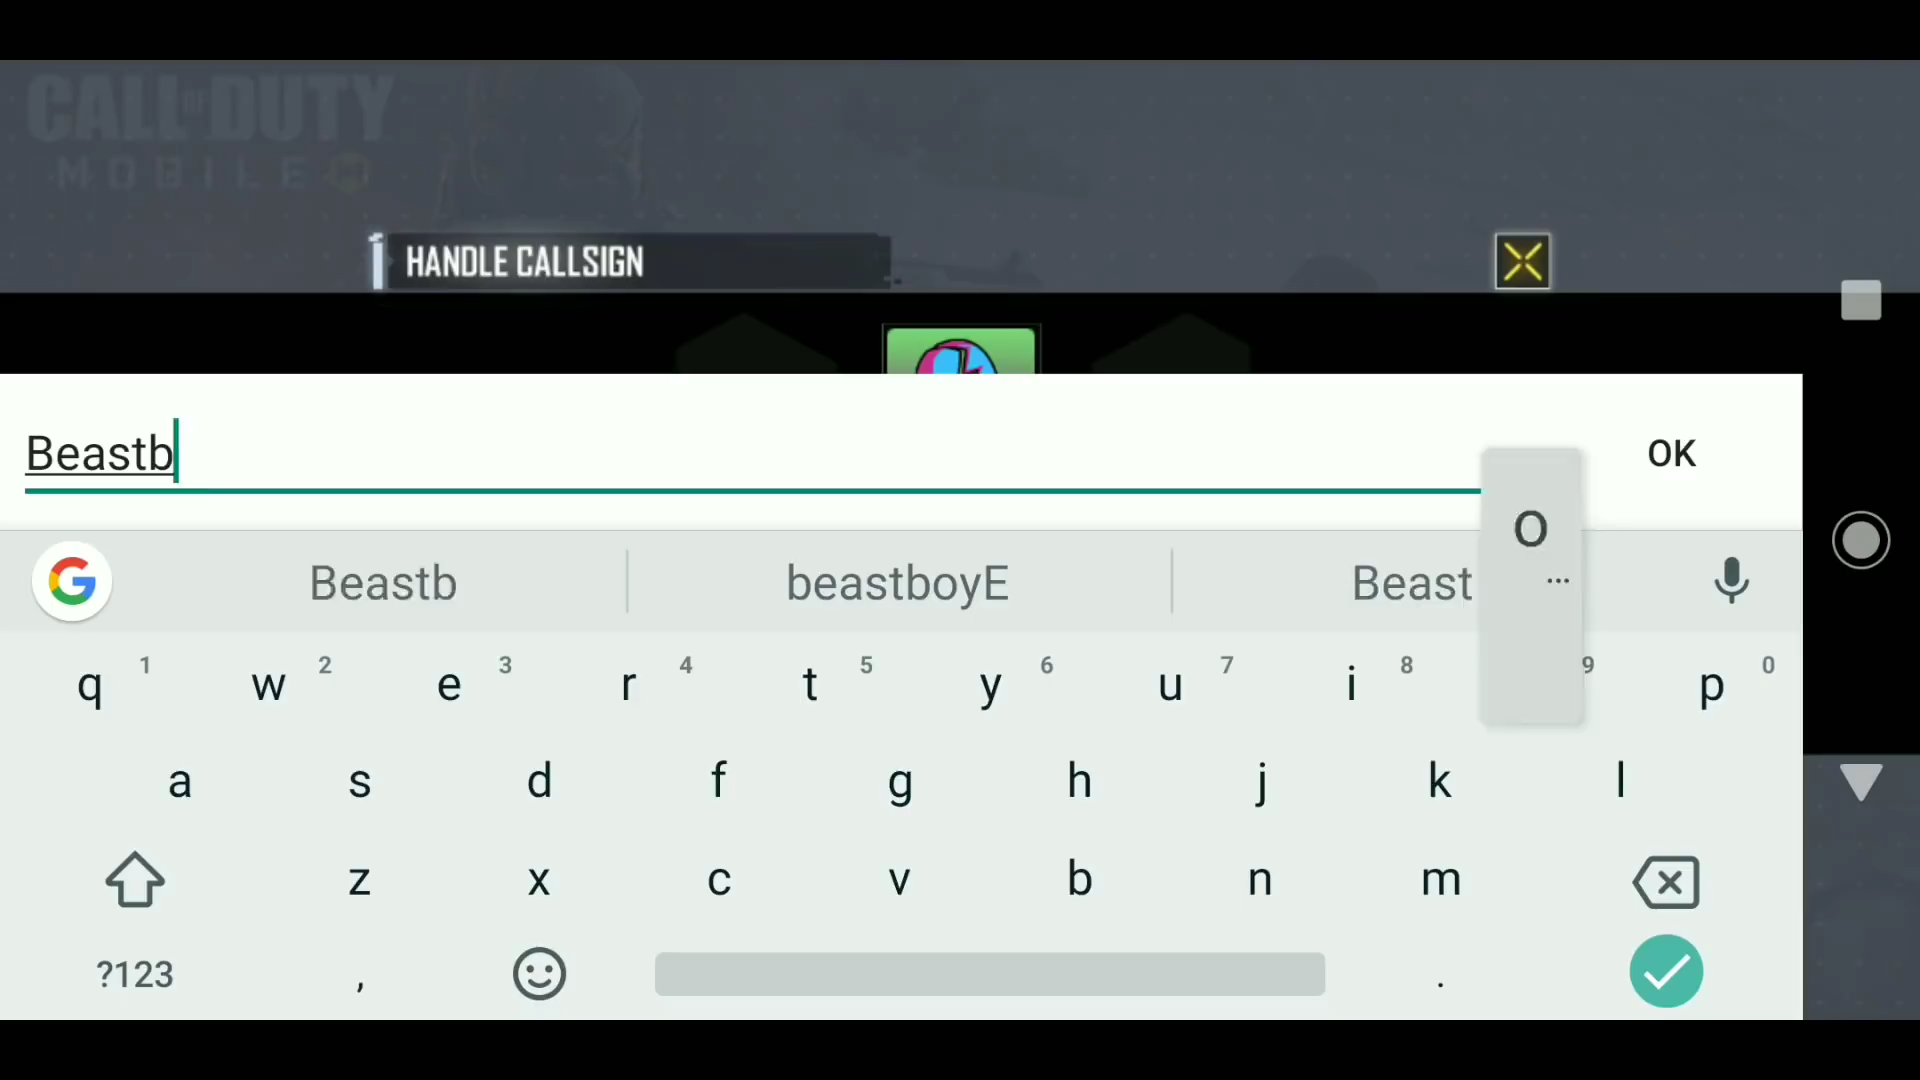 CALL OF DUTY
MOBILE
HANDLE CALLSIGN
Beastb
OK
o
...
Beastb
beastboyE
Beast
q 1 w 2 e 3 r 4 t 5 y 6 u 7 i 8 9 p 0
a s d f g h j k l
z x c v b n m
?123 , .